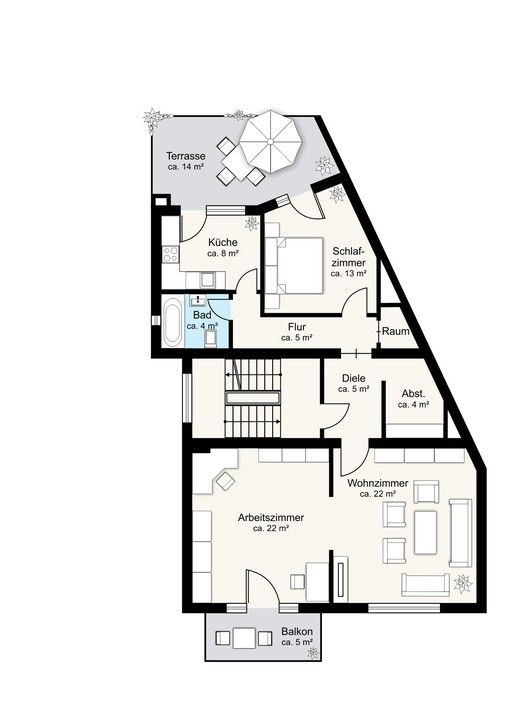 Terrasse
ca. 14 m²
Küche
ca. 8 m²
Schlaf-
zimmer
ca. 13 m²
Bad
ca. 4 m²
Flur
ca. 5 m²
Raum
Diele
ca. 5 m²
Abst.
ca. 4 m²
Wohnzimmer
ca. 22 m²
Arbeitszimmer
ca. 22 m²
Balkon
ca. 5 m²